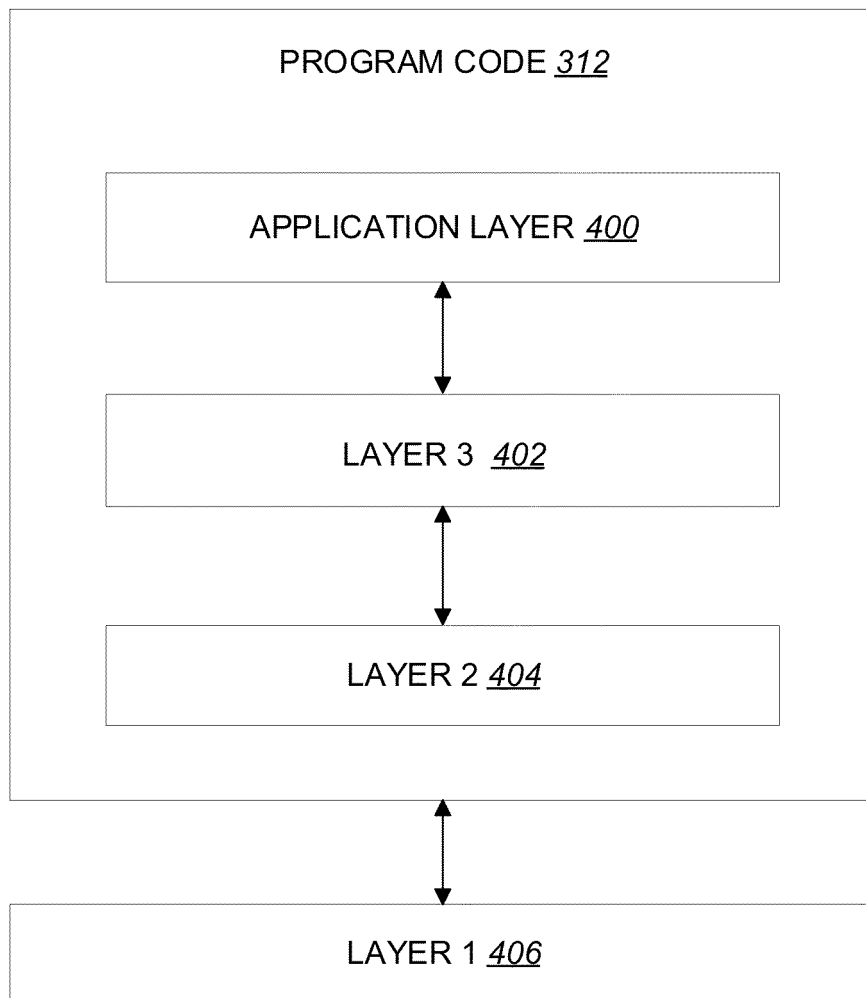 PROGRAM CODE 312
APPLICATION LAYER 400
LAYER 3 402
LAYER 2 404
LAYER 1 406